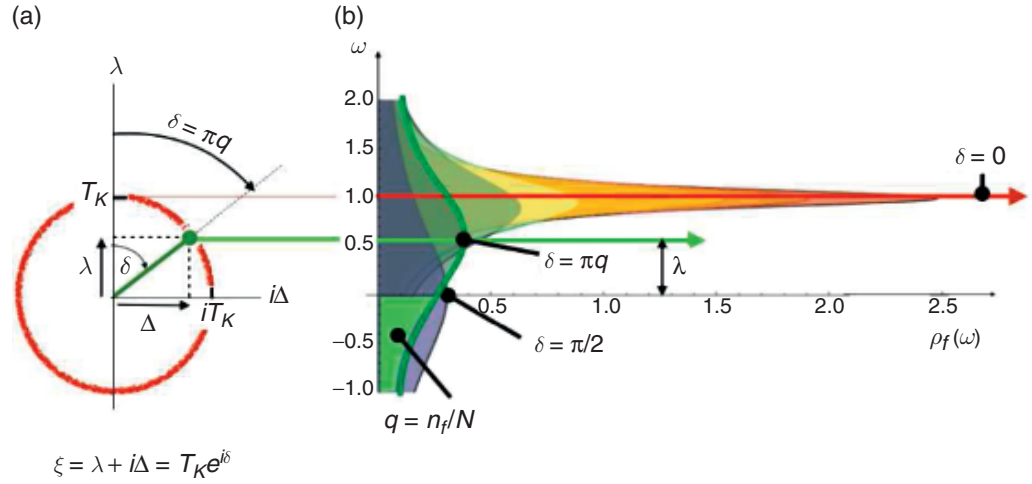 (a)
(b)
λ
δ = πq
T_K
λ
δ
Δ
iT_K
iΔ
ξ = λ + iΔ = T_K e^{iδ}
ω
2.0
1.5
1.0
0.5
−0.5
−1.0
0.5
1.0
1.5
2.0
2.5
ρ_f(ω)
δ = 0
δ = πq
λ
δ = π/2
q = n_f/N